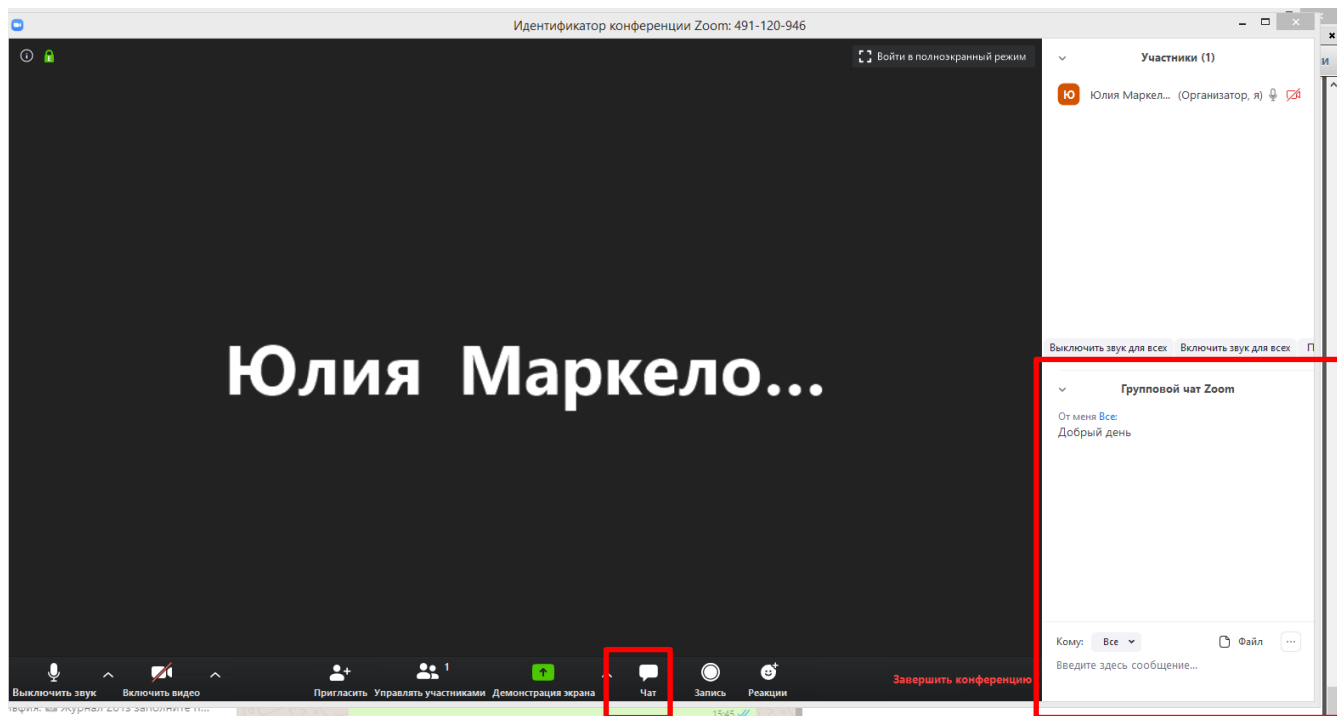 Идентификатор конференции Zoom: 491-120-946
Войти в полноэкранный режим
Участники (1)
и
Ю Юлия Маркел... (Организатор, я)
Юлия Маркело...
Выключить звук для всех Включить звук для всех П
Групповой чат Zoom
От меня Все:
Добрый день
Кому: Все Файл ...
Введите здесь сообщение...
1
Выключить звук Включить видео Пригласить Управлять участниками Демонстрация экрана Чат Запись Реакции Завершить конференцию
15:45